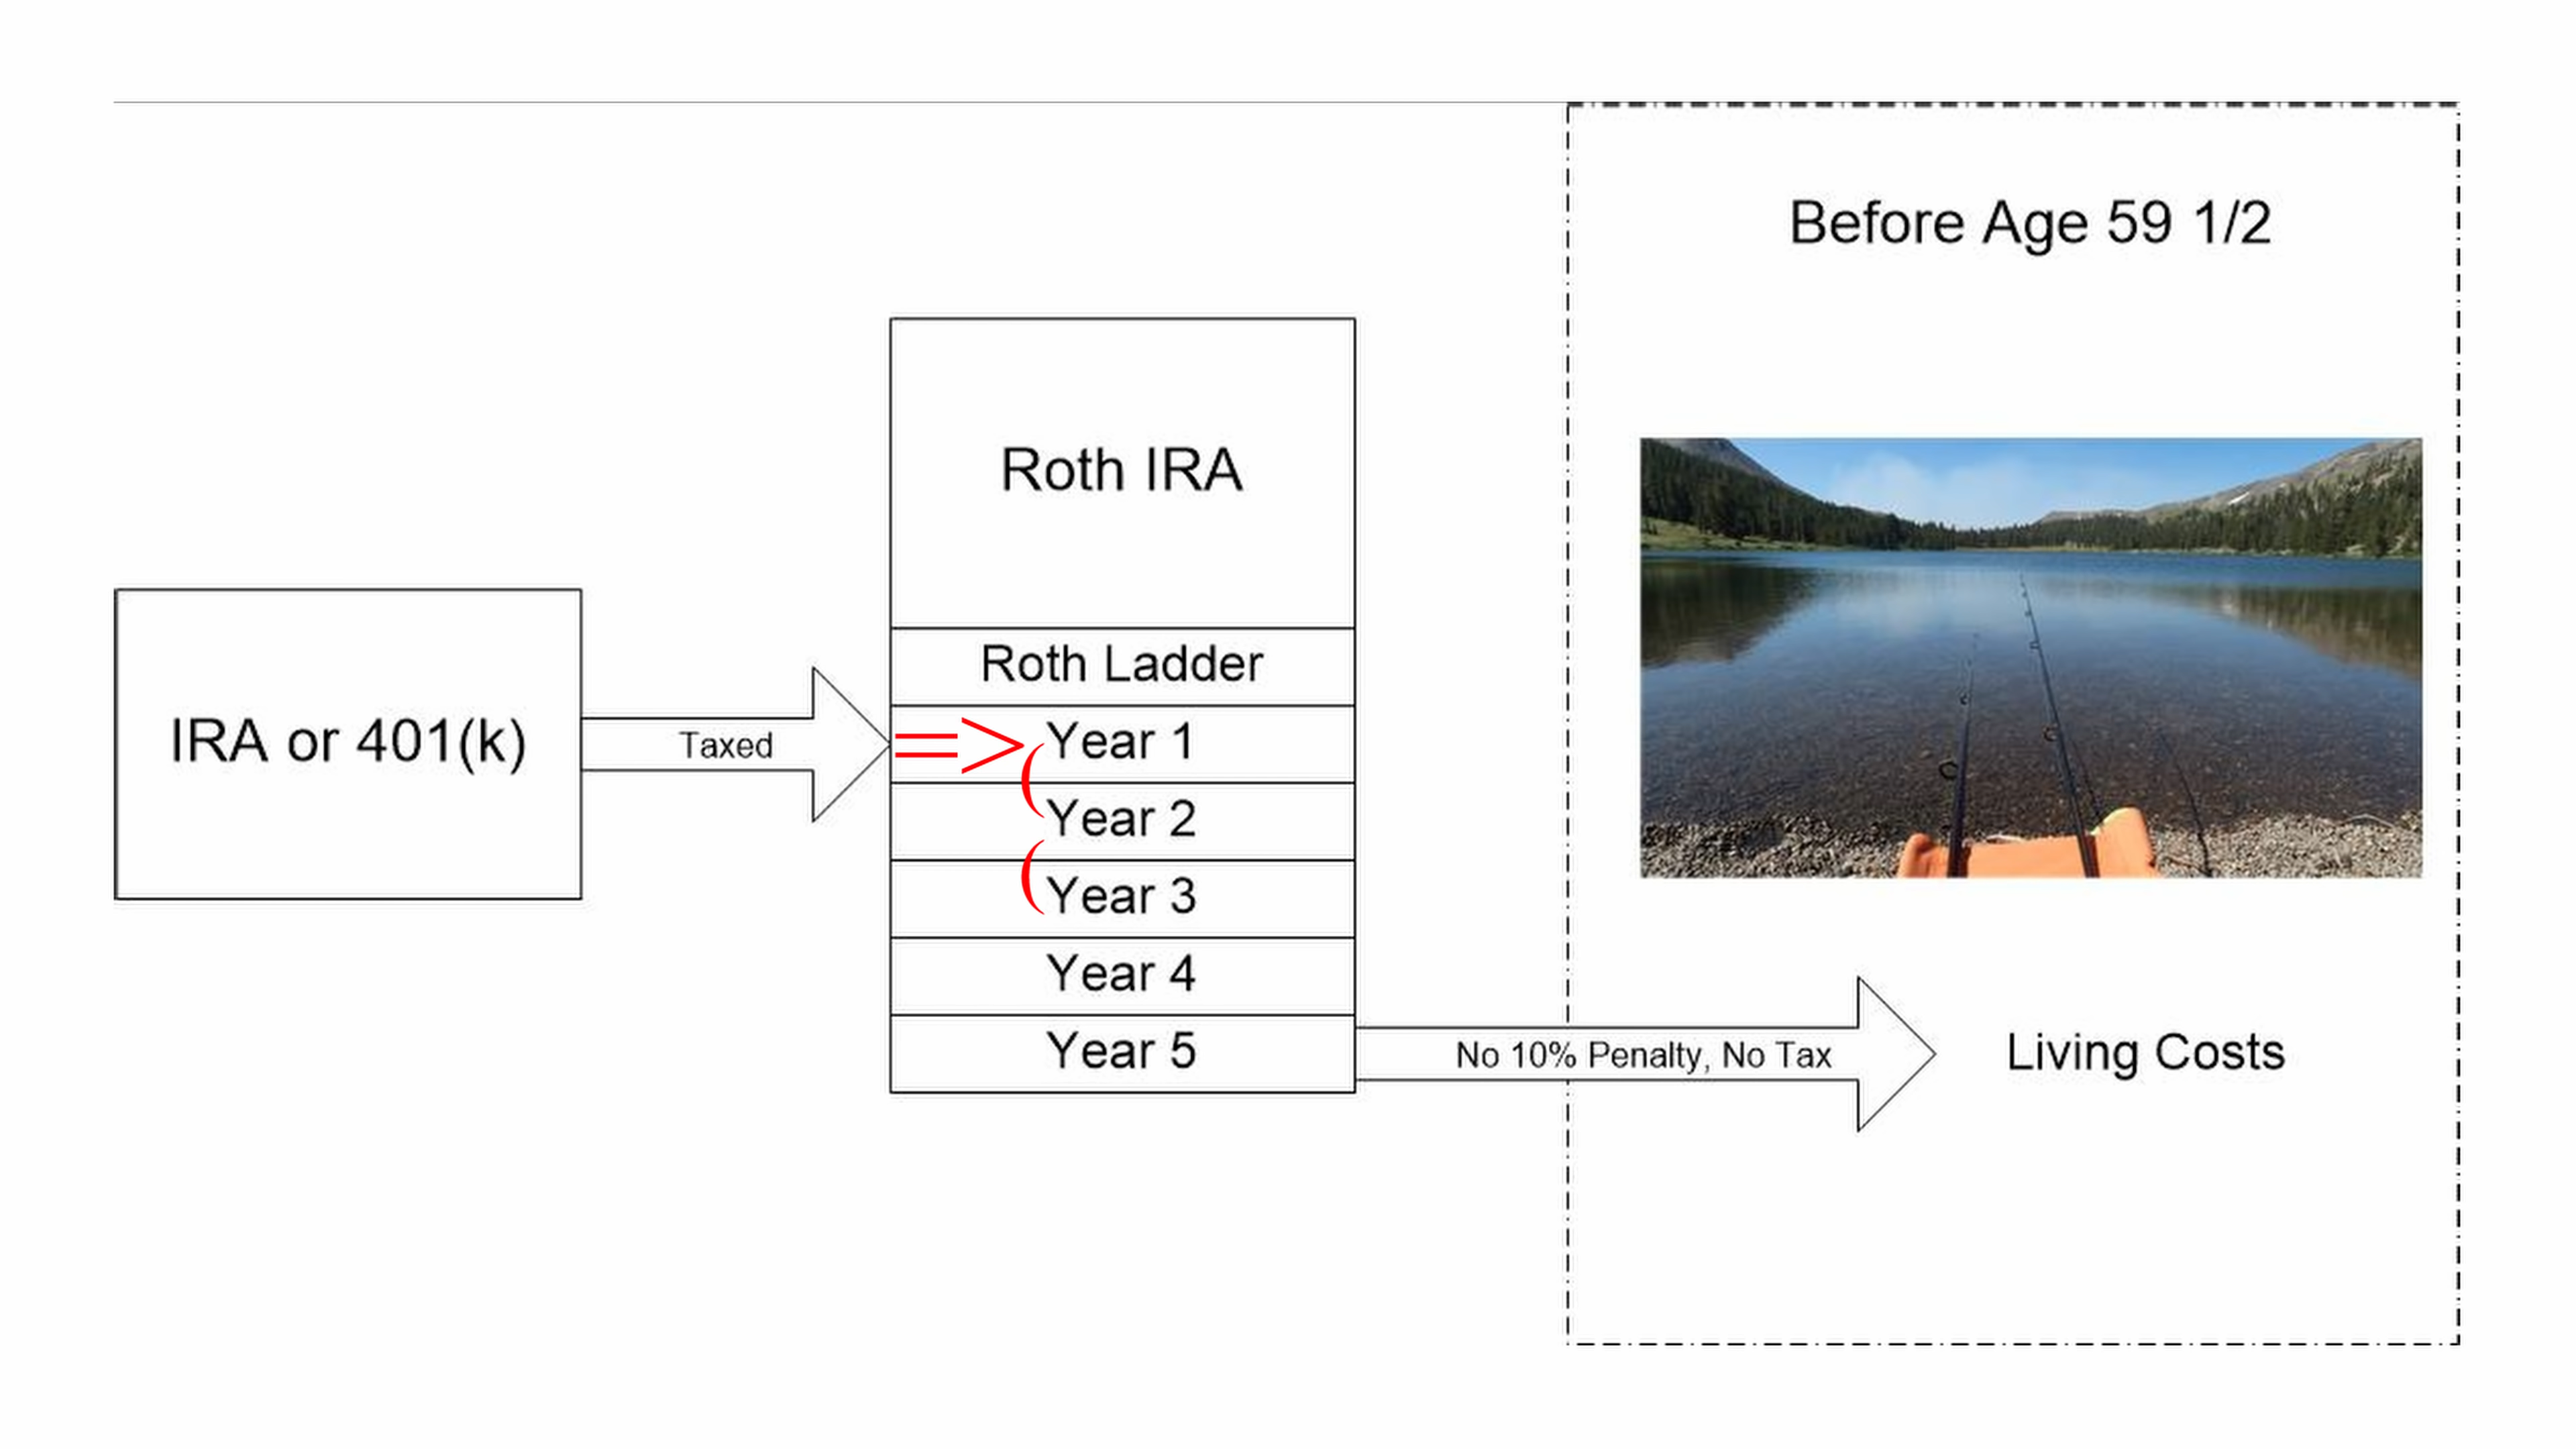 Before Age 59 1/2
Roth IRA
Roth Ladder
IRA or 401(k)
Taxed
=> Year 1
( Year 2
( Year 3
Year 4
Year 5
No 10% Penalty, No Tax
Living Costs